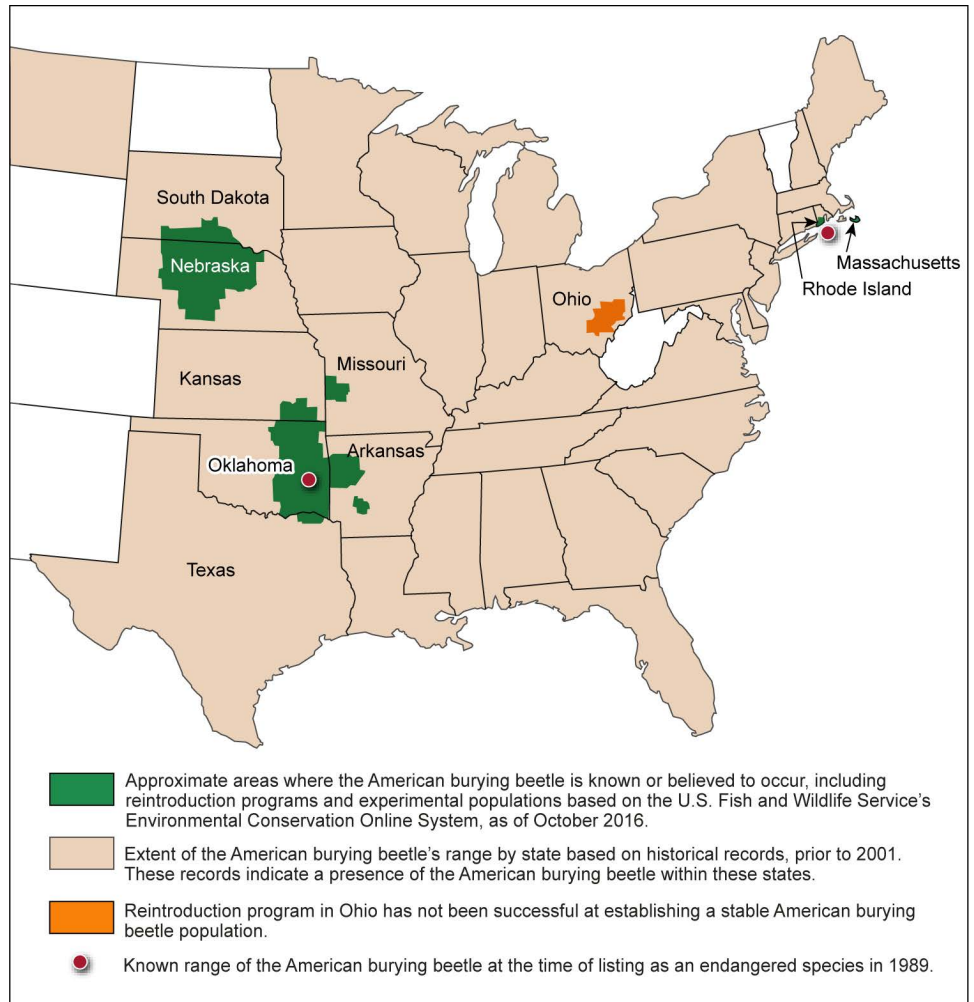 South Dakota
Nebraska
Massachusetts
Rhode Island
Ohio
Missouri
Kansas
Arkansas
Oklahoma
Texas
Approximate areas where the American burying beetle is known or believed to occur, including
reintroduction programs and experimental populations based on the U.S. Fish and Wildlife Service's
Environmental Conservation Online System, as of October 2016.
Extent of the American burying beetle's range by state based on historical records, prior to 2001.
These records indicate a presence of the American burying beetle within these states.
Reintroduction program in Ohio has not been successful at establishing a stable American burying
beetle population.
Known range of the American burying beetle at the time of listing as an endangered species in 1989.